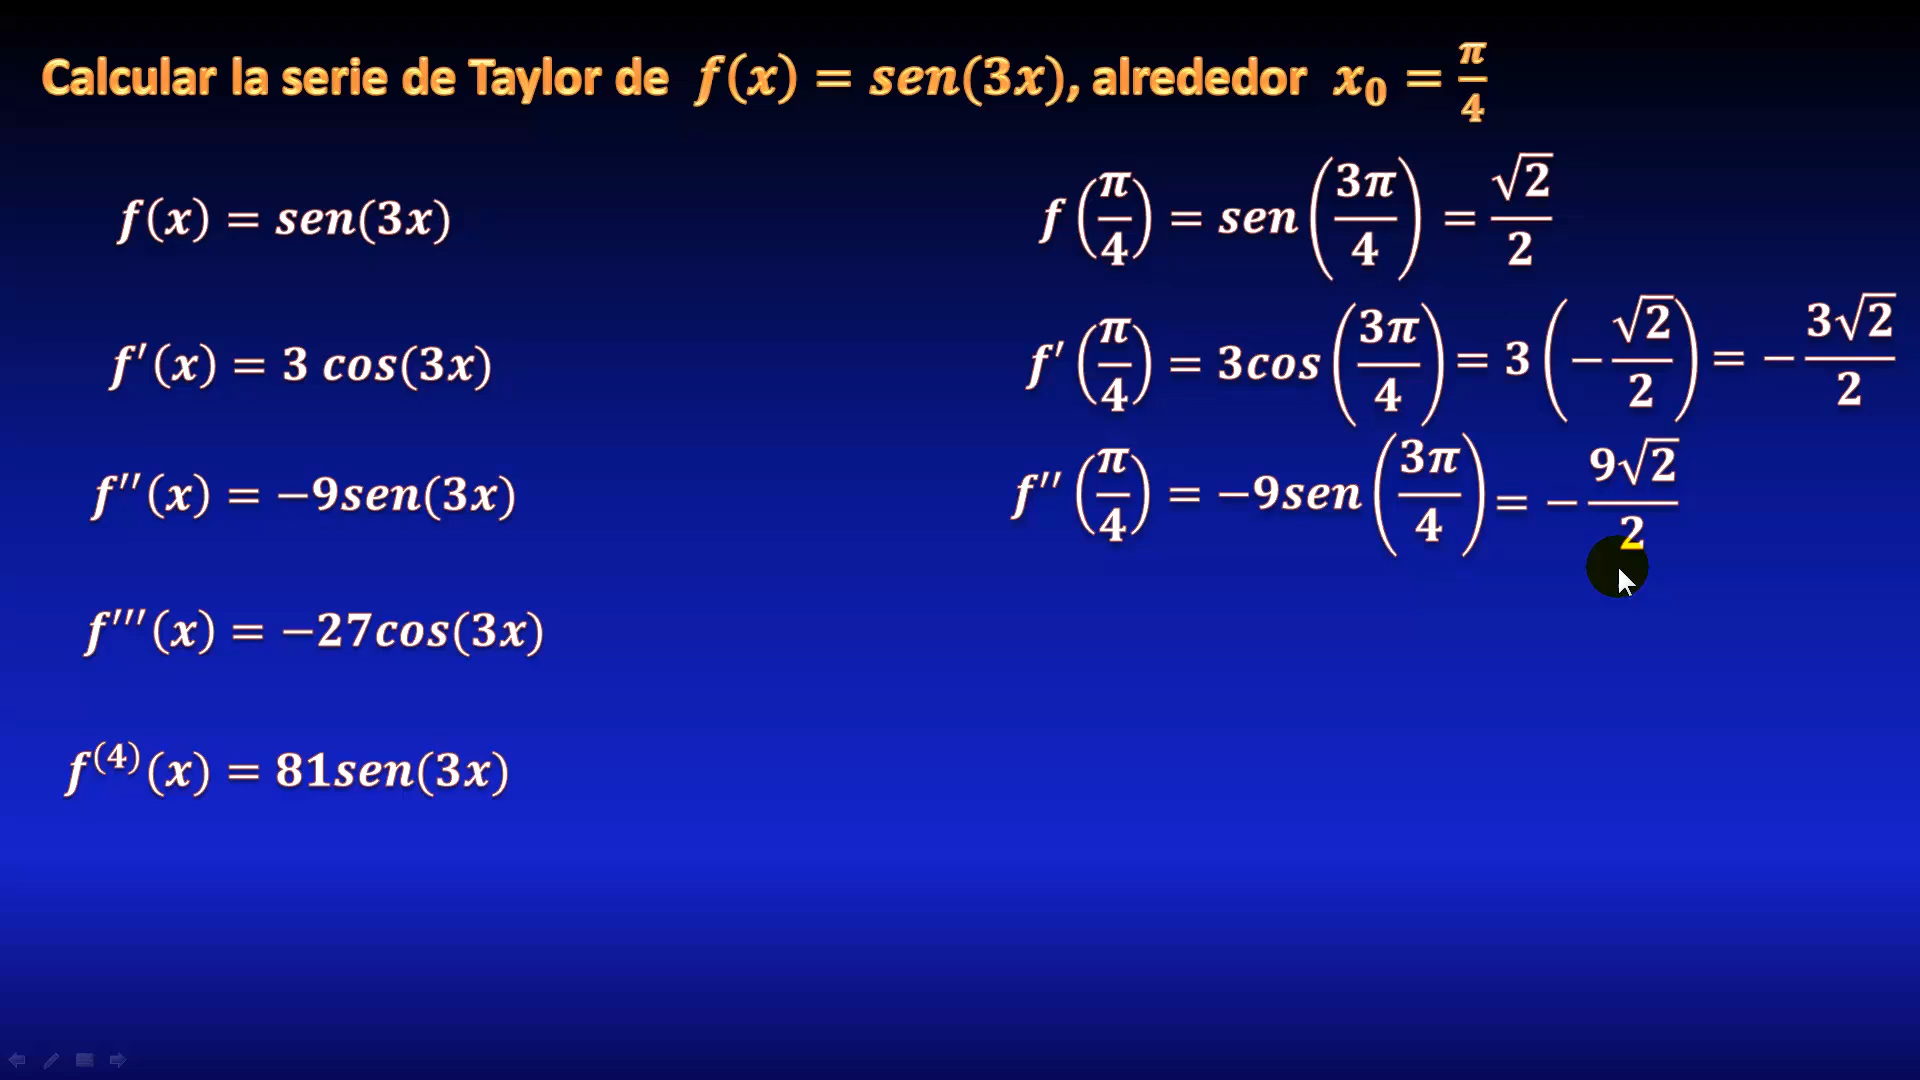 Calcular la serie de Taylor de f(x) = sen(3x), alrededor x₀ = π/4
f(x) = sen(3x)
f(π/4) = sen(3π/4) = √2/2
f′(x) = 3 cos(3x)
f′(π/4) = 3cos(3π/4) = 3(−√2/2) = −3√2/2
f′′(x) = −9sen(3x)
f′′(π/4) = −9sen(3π/4) = −9√2/2
f′′′(x) = −27cos(3x)
f⁽⁴⁾(x) = 81sen(3x)